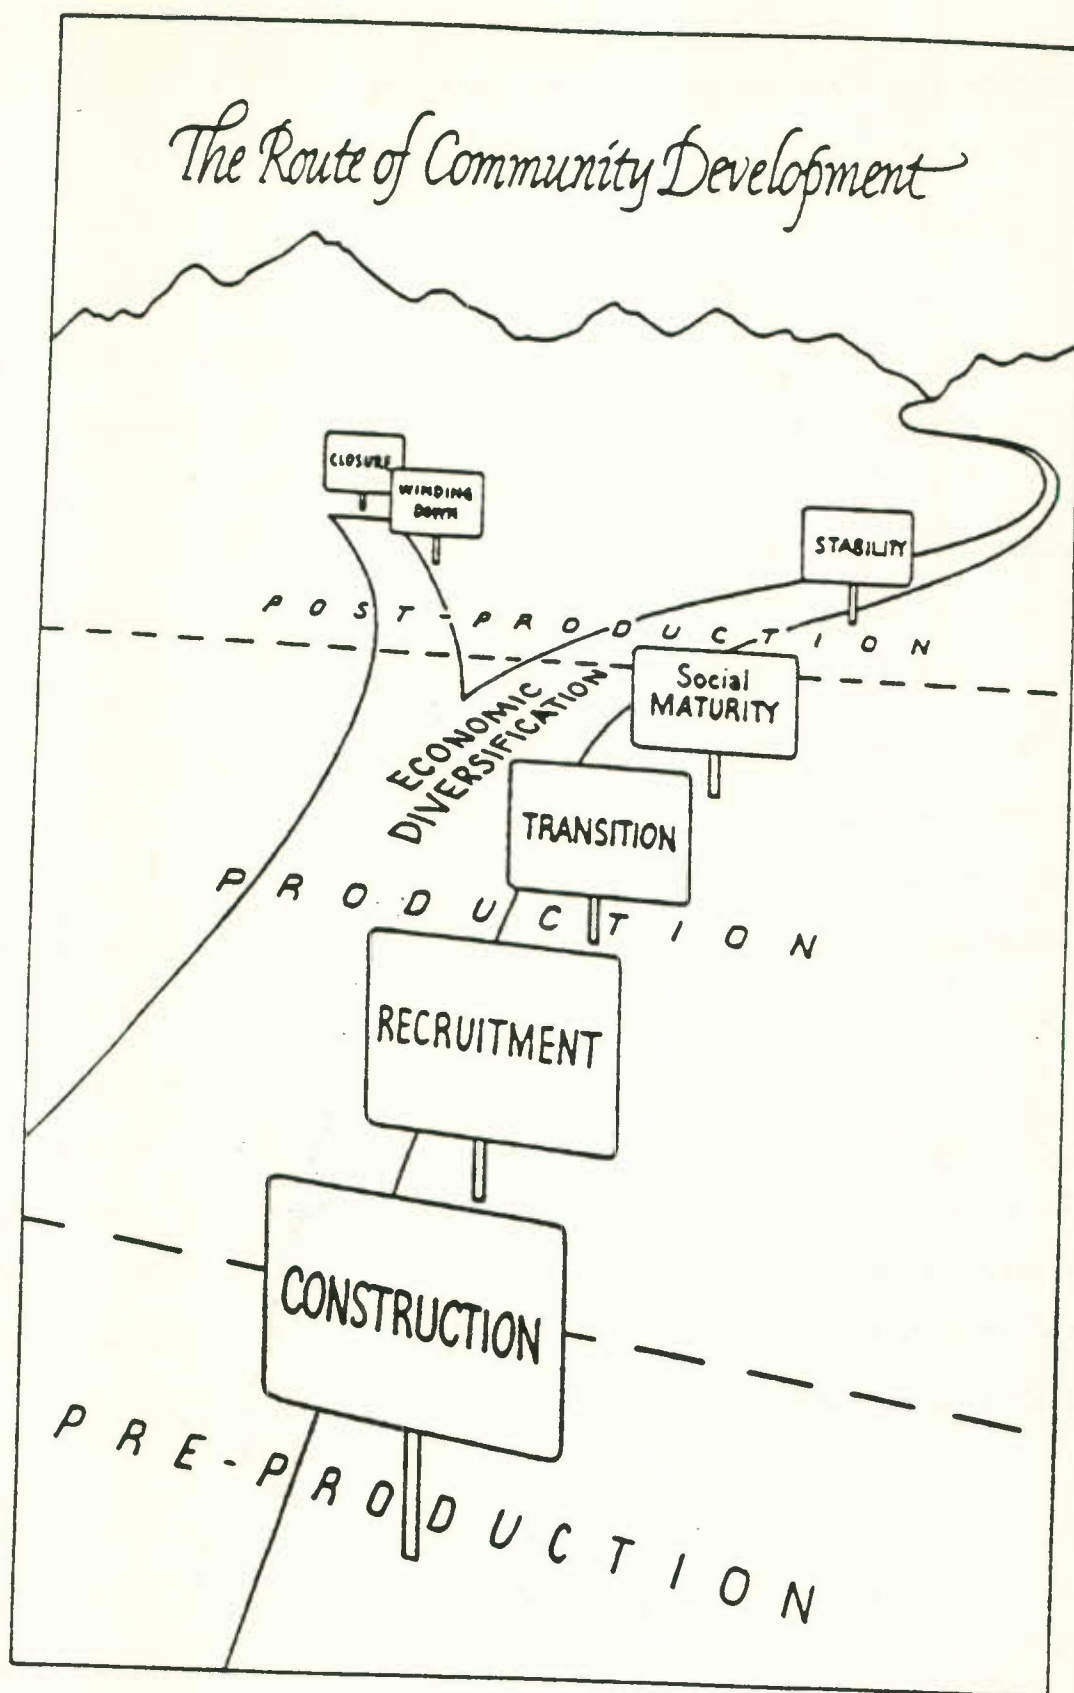 The Route of Community Development
CLOSURE
WINDING
DOWN
STABILITY
POST-PRODUCTION
Social
MATURITY
ECONOMIC
DIVERSIFICATION
TRANSITION
PRODUCTION
RECRUITMENT
CONSTRUCTION
PRE-PRODUCTION